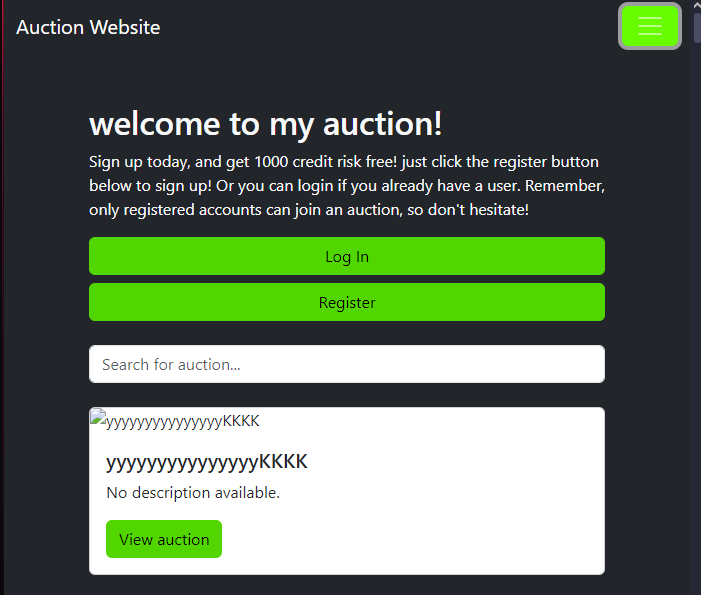 Auction Website
welcome to my auction!
Sign up today, and get 1000 credit risk free! just click the register button
below to sign up! Or you can login if you already have a user. Remember,
only registered accounts can join an auction, so don't hesitate!
Log In
Register
Search for auction...
yyyyyyyyyyyyyyyKKKK
yyyyyyyyyyyyyyyKKKK
No description available.
View auction